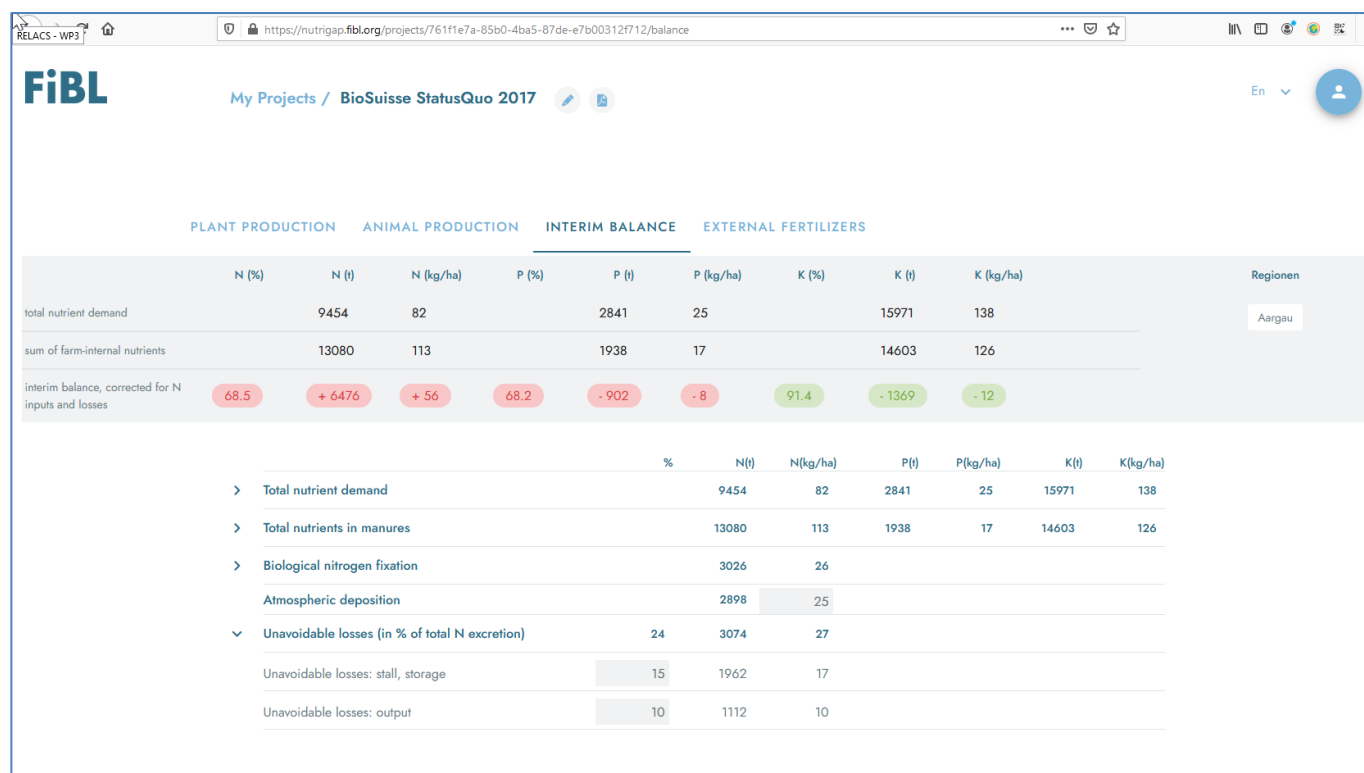 RELACS - WP3
https://nutrigap.fibl.org/projects/761f1e7a-85b0-4ba5-87de-e7b00312f712/balance
FiBL
My Projects / BioSuisse StatusQuo 2017
En
PLANT PRODUCTION ANIMAL PRODUCTION INTERIM BALANCE EXTERNAL FERTILIZERS
N (%) N (t) N (kg/ha) P (%) P (t) P (kg/ha) K (%) K (t) K (kg/ha) Regionen
total nutrient demand 9454 82 2841 25 15971 138 Aargau
sum of farm-internal nutrients 13080 113 1938 17 14603 126
interim balance, corrected for N
inputs and losses 68.5 + 6476 + 56 68.2 - 902 - 8 91.4 - 1369 - 12
% N(t) N(kg/ha) P(t) P(kg/ha) K(t) K(kg/ha)
Total nutrient demand 9454 82 2841 25 15971 138
Total nutrients in manures 13080 113 1938 17 14603 126
Biological nitrogen fixation 3026 26
Atmospheric deposition 2898 25
Unavoidable losses (in % of total N excretion) 24 3074 27
Unavoidable losses: stall, storage 15 1962 17
Unavoidable losses: output 10 1112 10